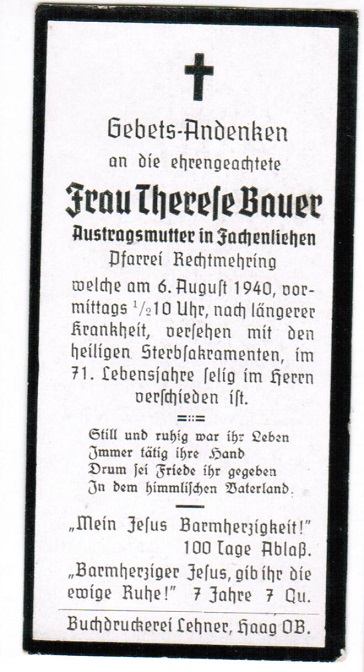 Gebets-Andenken
an die ehrengeachtete
Frau Therese Bauer
Austragsmutter in Fachenliehen
Pfarrei Rechtmehring
welche am 6. August 1940, vor-
mittags ½10 Uhr, nach längerer
Krankheit, versehen mit den
heiligen Sterbsakramenten, im
71. Lebensjahre selig im Herrn
verschieden ist.
Still und ruhig war ihr Leben
Immer tätig ihre Hand
Drum sei Friede ihr gegeben
In dem himmlischen Vaterland.
„Mein Jesus Barmherzigkeit!"
100 Tage Ablaß.
„Barmherziger Jesus, gib ihr die
ewige Ruhe!" 7 Jahre 7 Qu.
Buchdruckerei Lehner, Haag OB.